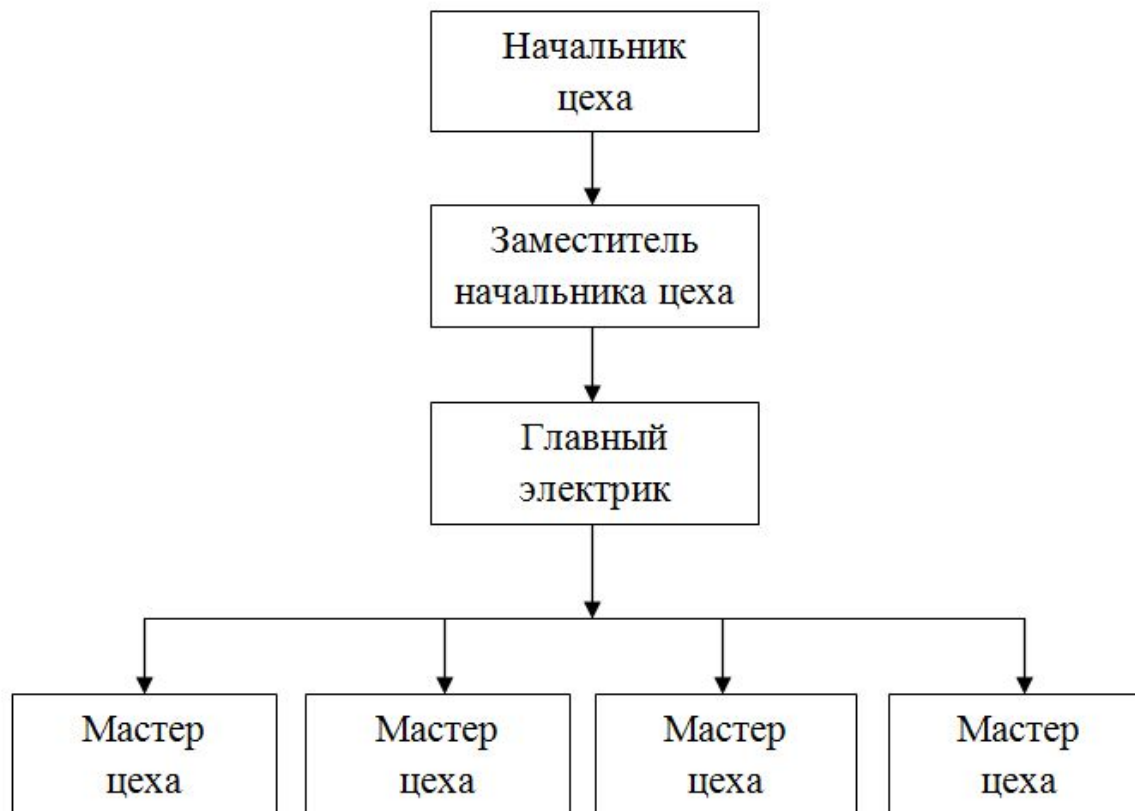 Начальник
цеха
Заместитель
начальника цеха
Главный
электрик
Мастер
цеха
Мастер
цеха
Мастер
цеха
Мастер
цеха